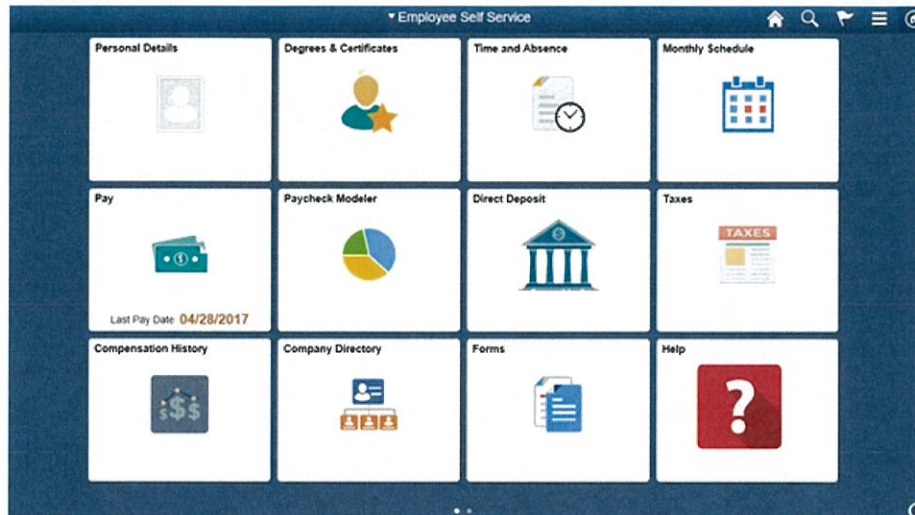 Employee Self Service
Personal Details
Degrees & Certificates
Time and Absence
Monthly Schedule
Pay
Last Pay Date 04/28/2017
Paycheck Modeler
Direct Deposit
Taxes
TAXES
Compensation History
$$$
Company Directory
Forms
Help
?